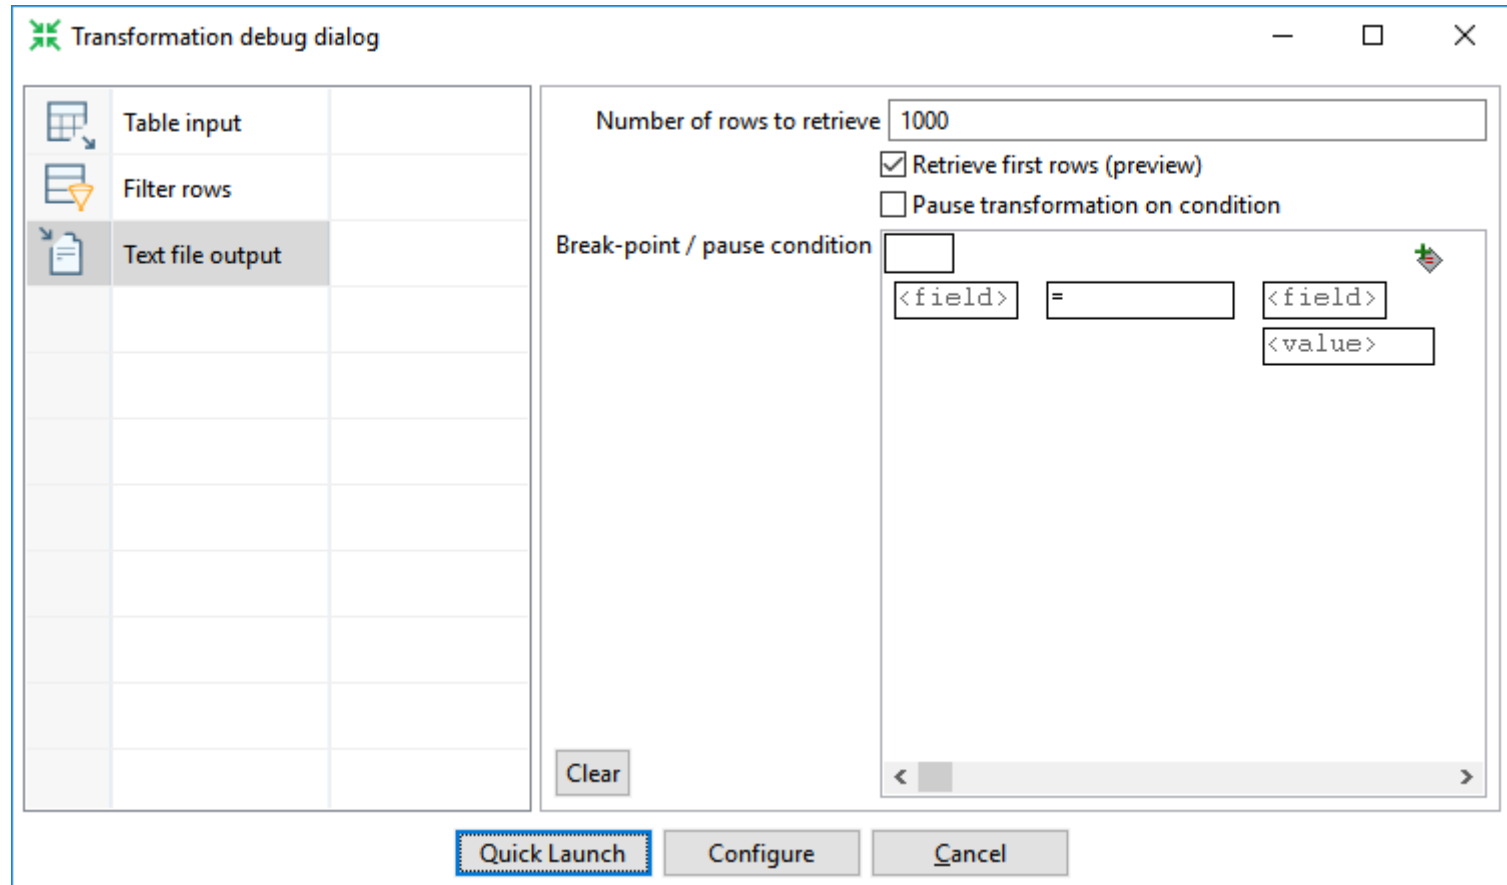 Transformation debug dialog
Table input
Filter rows
Text file output
Number of rows to retrieve 1000
Retrieve first rows (preview)
Pause transformation on condition
Break-point / pause condition
<field> = <field>
<value>
Clear
Quick Launch Configure Cancel